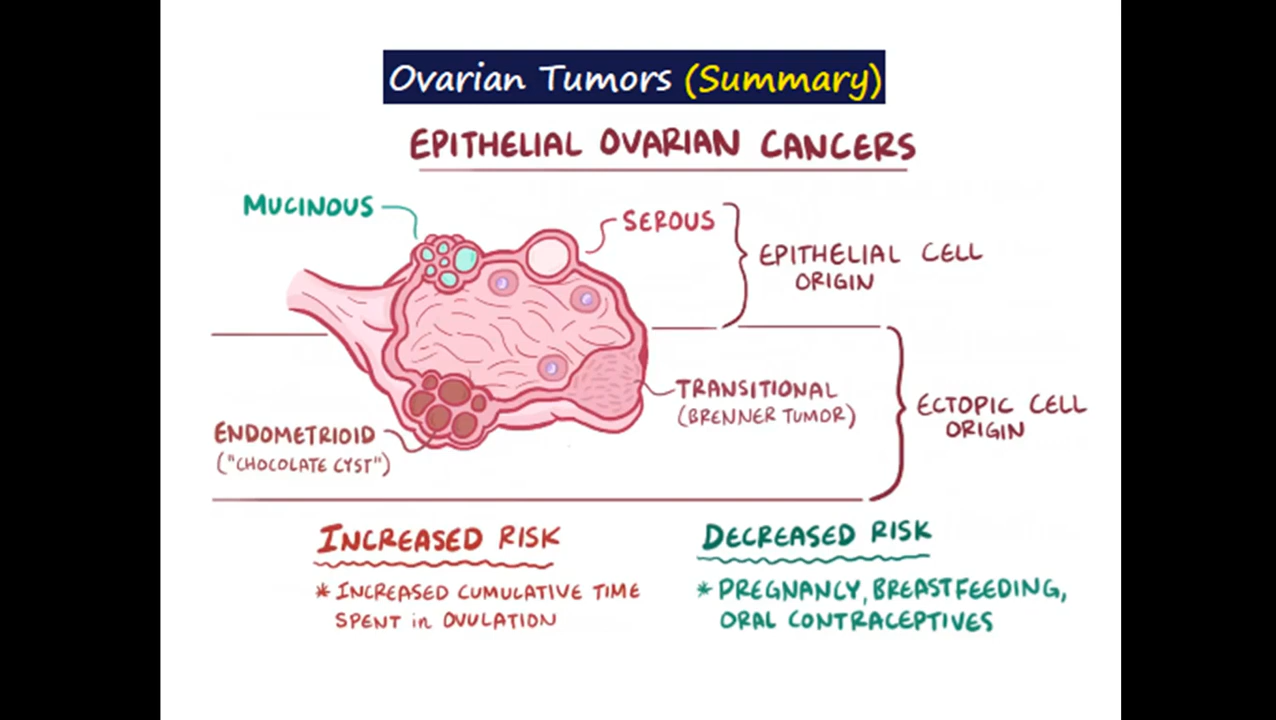 Ovarian Tumors (Summary)
EPITHELIAL OVARIAN CANCERS
MUCINOUS
SEROUS
EPITHELIAL CELL
ORIGIN
TRANSITIONAL
(BRENNER TUMOR)
ECTOPIC CELL
ORIGIN
ENDOMETRIOID
("CHOCOLATE CYST")
INCREASED RISK
* INCREASED CUMULATIVE TIME
SPENT in OVULATION
DECREASED RISK
* PREGNANCY, BREASTFEEDING,
ORAL CONTRACEPTIVES